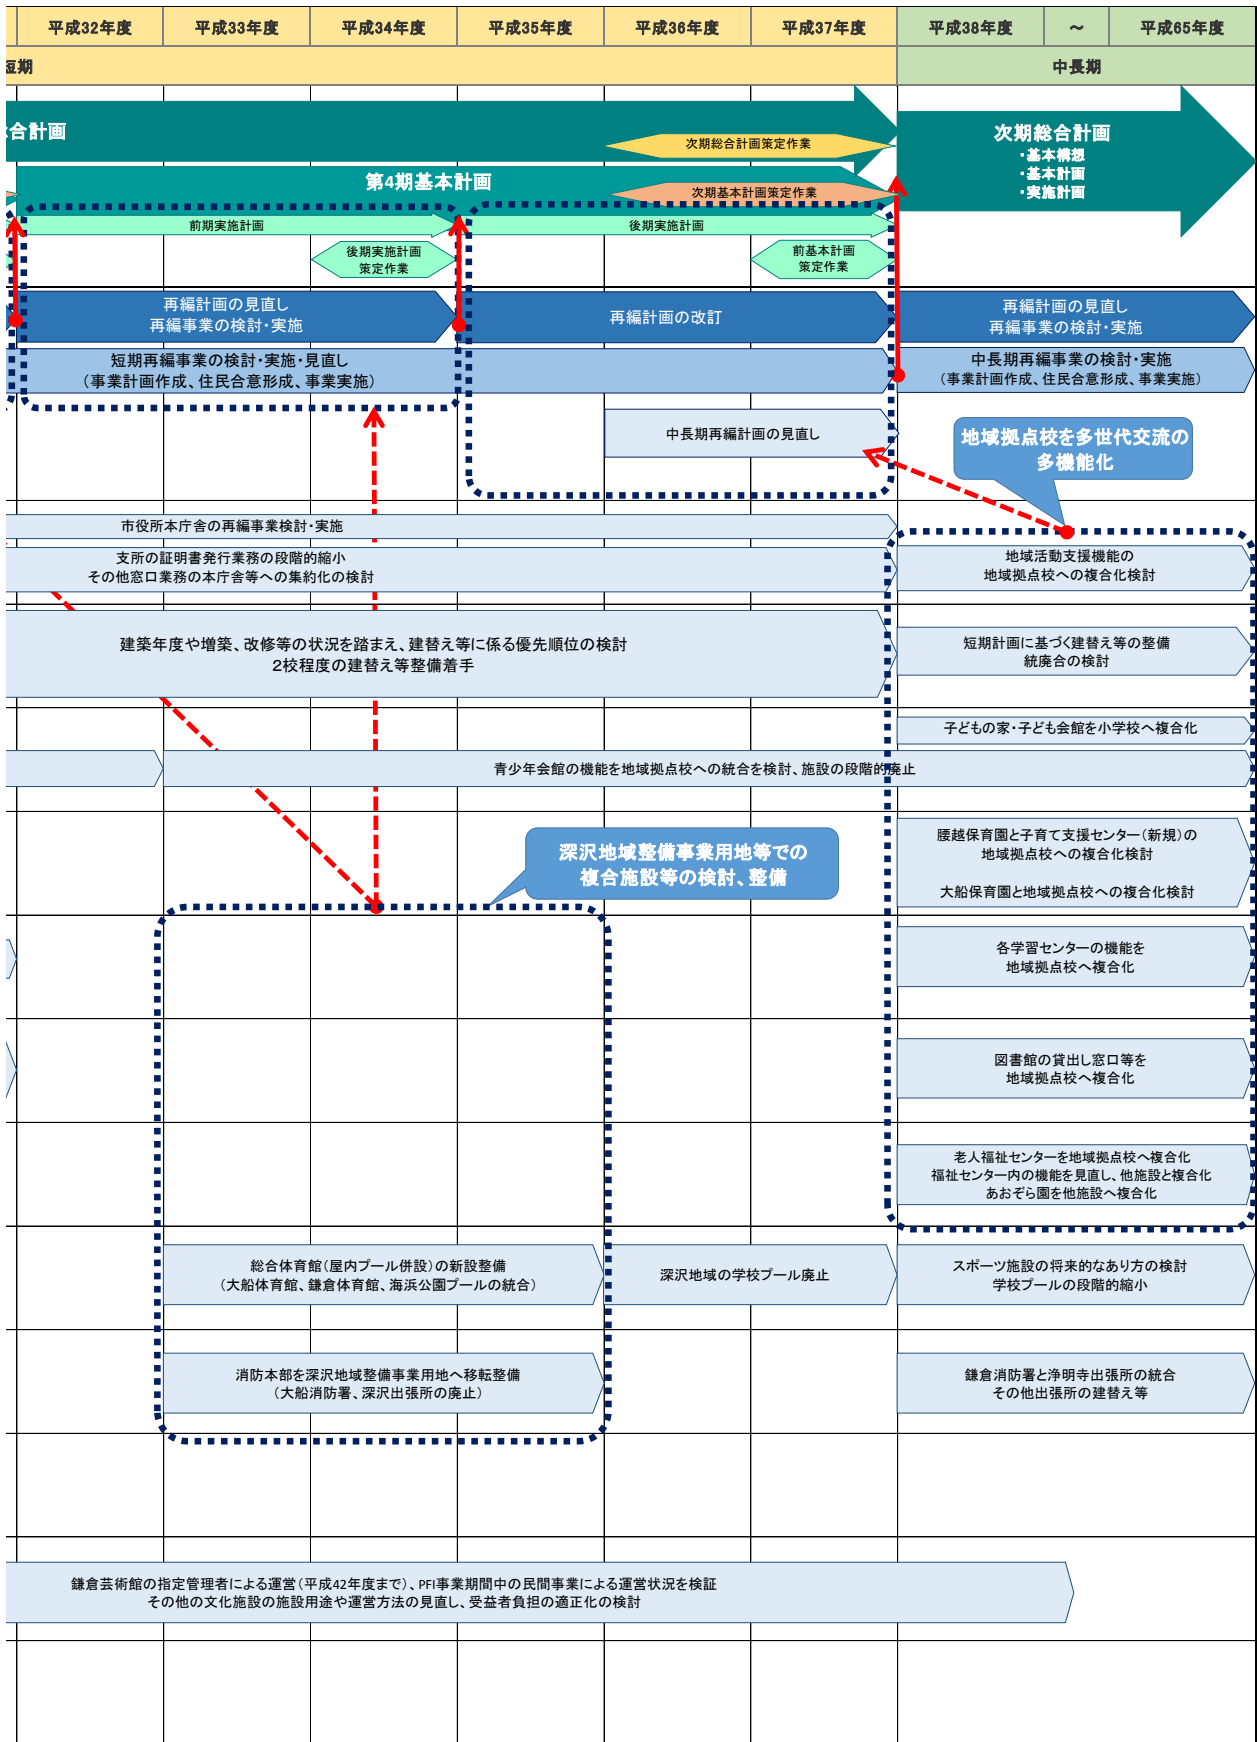 平成32年度
平成33年度
平成34年度
平成35年度
平成36年度
平成37年度
平成38年度
～
平成65年度
短期
中長期
合計画
次期総合計画策定作業
次期総合計画
・基本構想
・基本計画
・実施計画
第4期基本計画
次期基本計画策定作業
前期実施計画
後期実施計画
後期実施計画
策定作業
前基本計画
策定作業
再編計画の見直し
再編事業の検討・実施
再編計画の改訂
再編計画の見直し
再編事業の検討・実施
短期再編事業の検討・実施・見直し
（事業計画作成、住民合意形成、事業実施）
中長期再編事業の検討・実施
（事業計画作成、住民合意形成、事業実施）
中長期再編計画の見直し
地域拠点校を多世代交流の
多機能化
市役所本庁舎の再編事業検討・実施
支所の証明書発行業務の段階的縮小
その他窓口業務の本庁舎等への集約化の検討
地域活動支援機能の
地域拠点校への複合化検討
建築年度や増築、改修等の状況を踏まえ、建替え等に係る優先順位の検討
2校程度の建替え等整備着手
短期計画に基づく建替え等の整備
統廃合の検討
子どもの家・子ども会館を小学校へ複合化
青少年会館の機能を地域拠点校への統合を検討、施設の段階的廃止
腰越保育園と子育て支援センター（新規）の
地域拠点校への複合化検討
大船保育園と地域拠点校への複合化検討
深沢地域整備事業用地等での
複合施設等の検討、整備
各学習センターの機能を
地域拠点校へ複合化
図書館の貸出し窓口等を
地域拠点校へ複合化
老人福祉センターを地域拠点校へ複合化
福祉センター内の機能を見直し、他施設と複合化
あおぞら園を他施設へ複合化
総合体育館（屋内プール併設）の新設整備
（大船体育館、鎌倉体育館、海浜公園プールの統合）
深沢地域の学校プール廃止
スポーツ施設の将来的なあり方の検討
学校プールの段階的縮小
消防本部を深沢地域整備事業用地へ移転整備
（大船消防署、深沢出張所の廃止）
鎌倉消防署と浄明寺出張所の統合
その他出張所の建替え等
鎌倉芸術館の指定管理者による運営（平成42年度まで）、PFI事業期間中の民間事業による運営状況を検証
その他の文化施設の施設用途や運営方法の見直し、受益者負担の適正化の検討